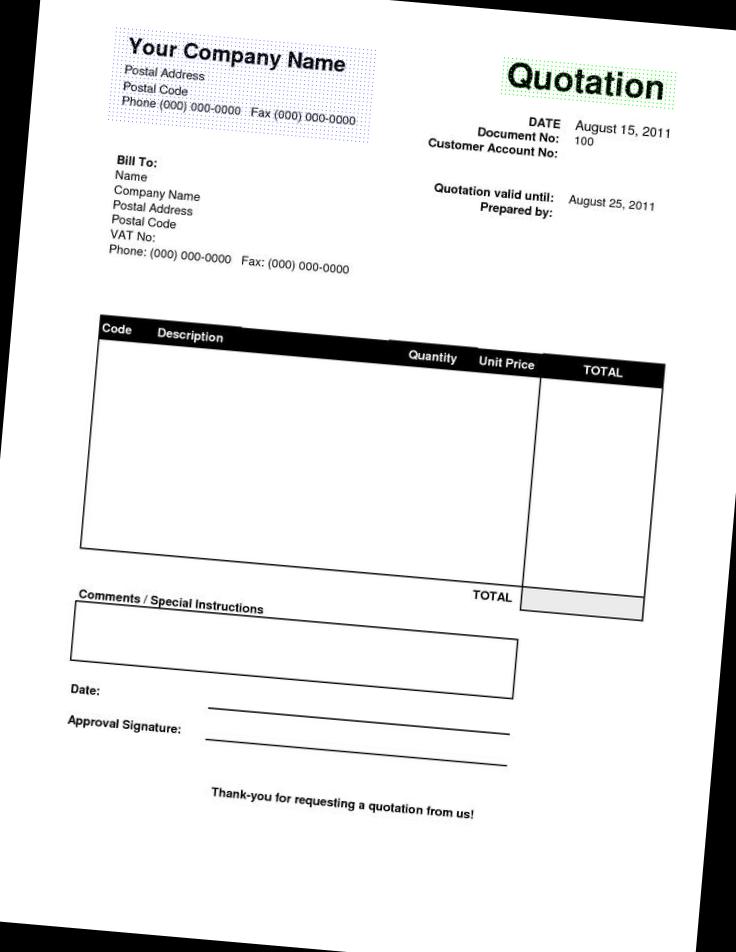 Your Company Name
Postal Address
Postal Code
Phone (000) 000-0000 Fax (000) 000-0000
Quotation
DATE August 15, 2011
Document No: 100
Customer Account No:
Bill To:
Name
Company Name
Postal Address
Postal Code
VAT No:
Phone: (000) 000-0000 Fax: (000) 000-0000
Quotation valid until: August 25, 2011
Prepared by:
Code Description Quantity Unit Price TOTAL
TOTAL
Comments / Special Instructions
Date:
Approval Signature:
Thank-you for requesting a quotation from us!